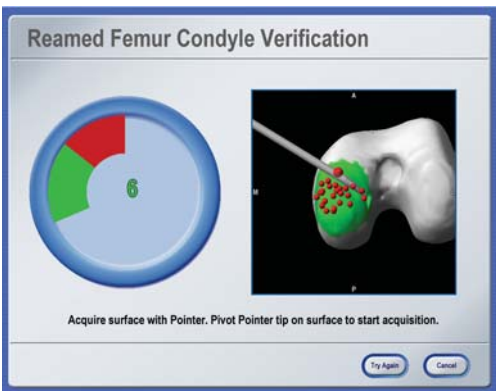 Reamed Femur Condyle Verification
6
A
M
P
Acquire surface with Pointer. Pivot Pointer tip on surface to start acquisition.
Try Again
Cancel